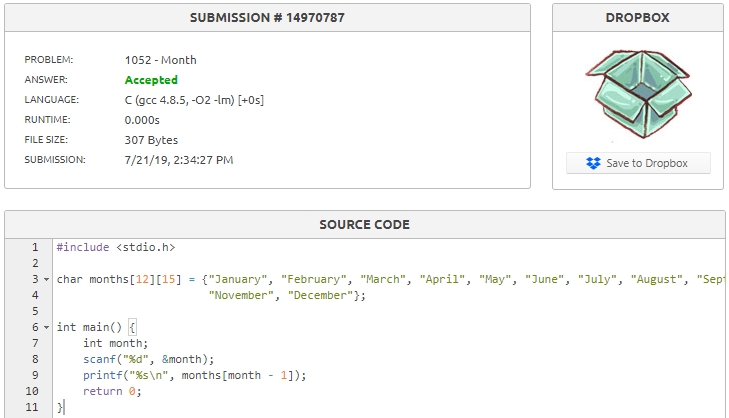 SUBMISSION # 14970787
PROBLEM: 1052 - Month
ANSWER: Accepted
LANGUAGE: C (gcc 4.8.5, -O2 -lm) [+0s]
RUNTIME: 0.000s
FILE SIZE: 307 Bytes
SUBMISSION: 7/21/19, 2:34:27 PM
DROPBOX
Save to Dropbox
SOURCE CODE
1 #include <stdio.h>
2
3 char months[12][15] = {"January", "February", "March", "April", "May", "June", "July", "August", "Sept
4 "November", "December"};
5
6 int main() {
7 int month;
8 scanf("%d", &month);
9 printf("%s\n", months[month - 1]);
10 return 0;
11 }